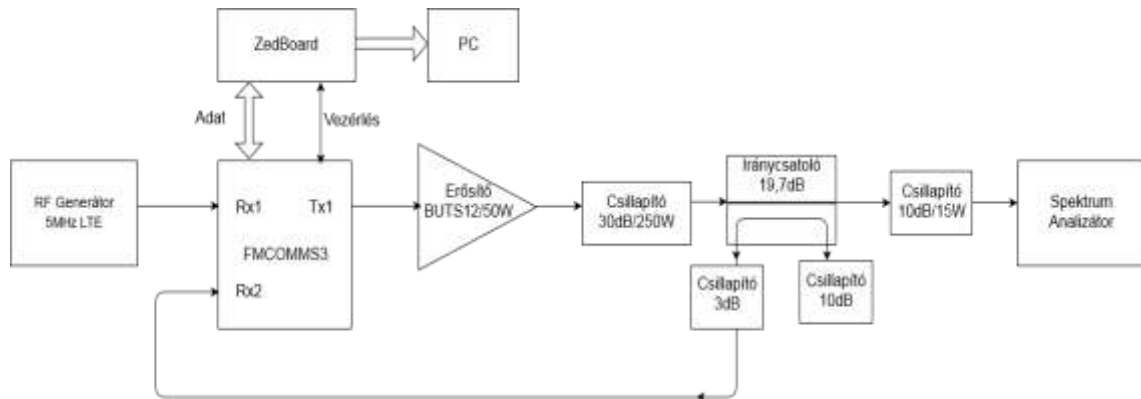 ZedBoard
PC
Adat
Vezérlés
RF Generátor
5MHz LTE
Rx1
Tx1
FMCOMMS3
Rx2
Erősítő
BUTS12/50W
Csillapító
30dB/250W
Iránycsatoló
19,7dB
Csillapító
10dB/15W
Spektrum
Analizátor
Csillapító
3dB
Csillapító
10dB